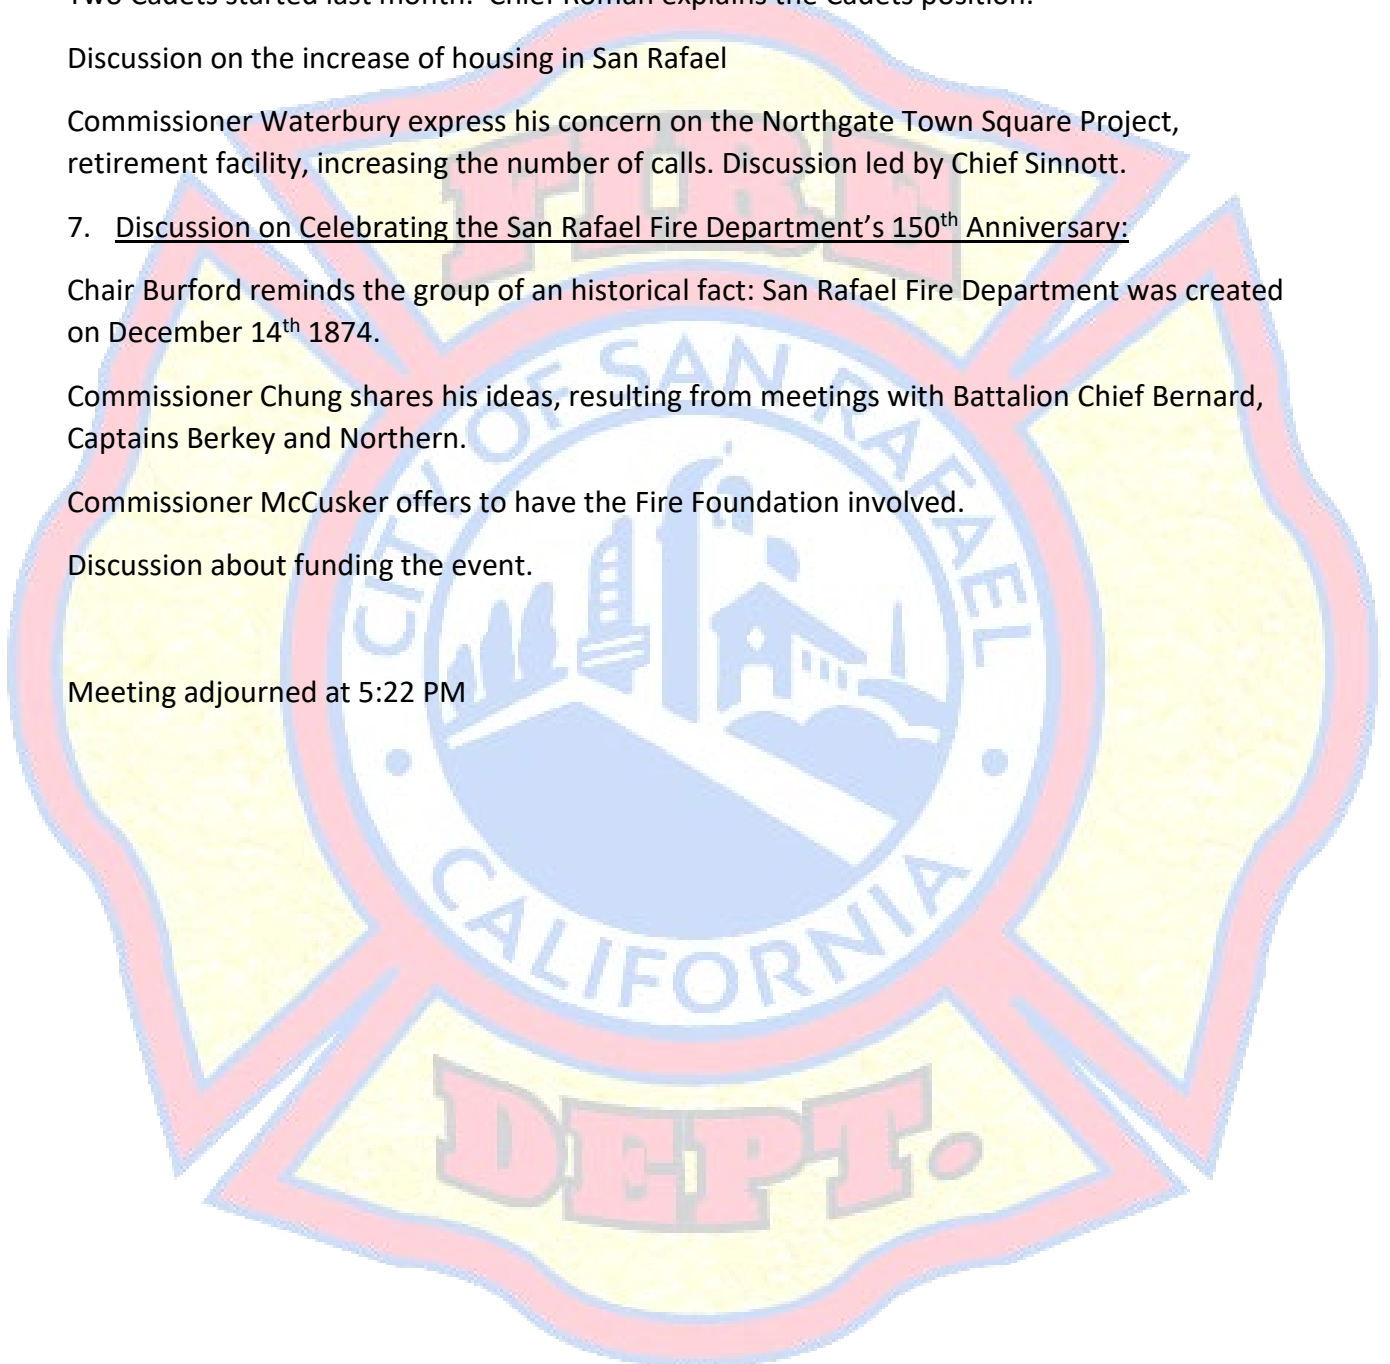 Two Cadets started last month. Chief Roman explains the Cadets position.
Discussion on the increase of housing in San Rafael
Commissioner Waterbury express his concern on the Northgate Town Square Project,
retirement facility, increasing the number of calls. Discussion led by Chief Sinnott.
7. Discussion on Celebrating the San Rafael Fire Department's 150th Anniversary:
Chair Burford reminds the group of an historical fact: San Rafael Fire Department was created
on December 14th 1874.
Commissioner Chung shares his ideas, resulting from meetings with Battalion Chief Bernard,
Captains Berkey and Northern.
Commissioner McCusker offers to have the Fire Foundation involved.
Discussion about funding the event.
Meeting adjourned at 5:22 PM
FIRE
CITY OF SAN RAFAEL
CALIFORNIA
DEPT.